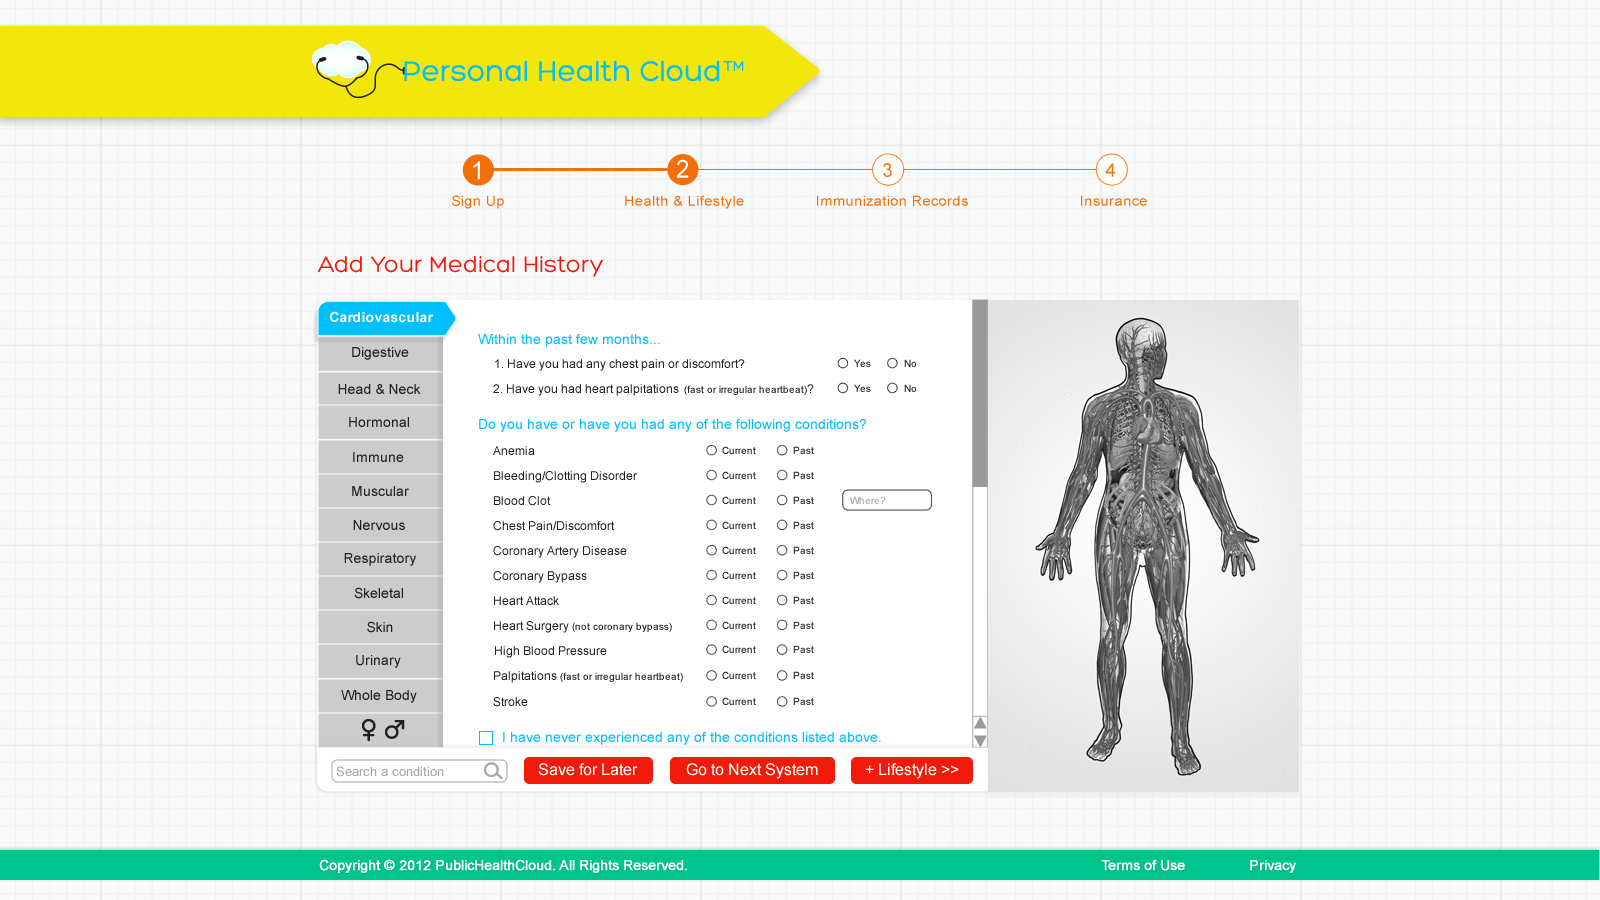 Personal Health Cloud™
1
2
3
4
Sign Up
Health & Lifestyle
Immunization Records
Insurance
Add Your Medical History
Cardiovascular
Digestive
Head & Neck
Hormonal
Immune
Muscular
Nervous
Respiratory
Skeletal
Skin
Urinary
Whole Body
♀ ♂
Within the past few months...
1. Have you had any chest pain or discomfort? Yes No
2. Have you had heart palpitations (fast or irregular heartbeat)? Yes No
Do you have or have you had any of the following conditions?
Anemia Current Past
Bleeding/Clotting Disorder Current Past
Blood Clot Current Past Where?
Chest Pain/Discomfort Current Past
Coronary Artery Disease Current Past
Coronary Bypass Current Past
Heart Attack Current Past
Heart Surgery (not coronary bypass) Current Past
High Blood Pressure Current Past
Palpitations (fast or irregular heartbeat) Current Past
Stroke Current Past
I have never experienced any of the conditions listed above.
Search a condition
Save for Later
Go to Next System
+ Lifestyle >>
Copyright © 2012 PublicHealthCloud. All Rights Reserved.
Terms of Use
Privacy